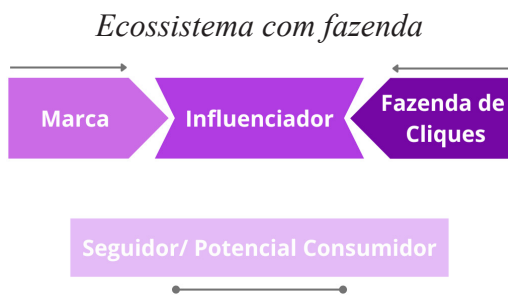 Ecossistema com fazenda
Marca
Influenciador
Fazenda de
Cliques
Seguidor/ Potencial Consumidor